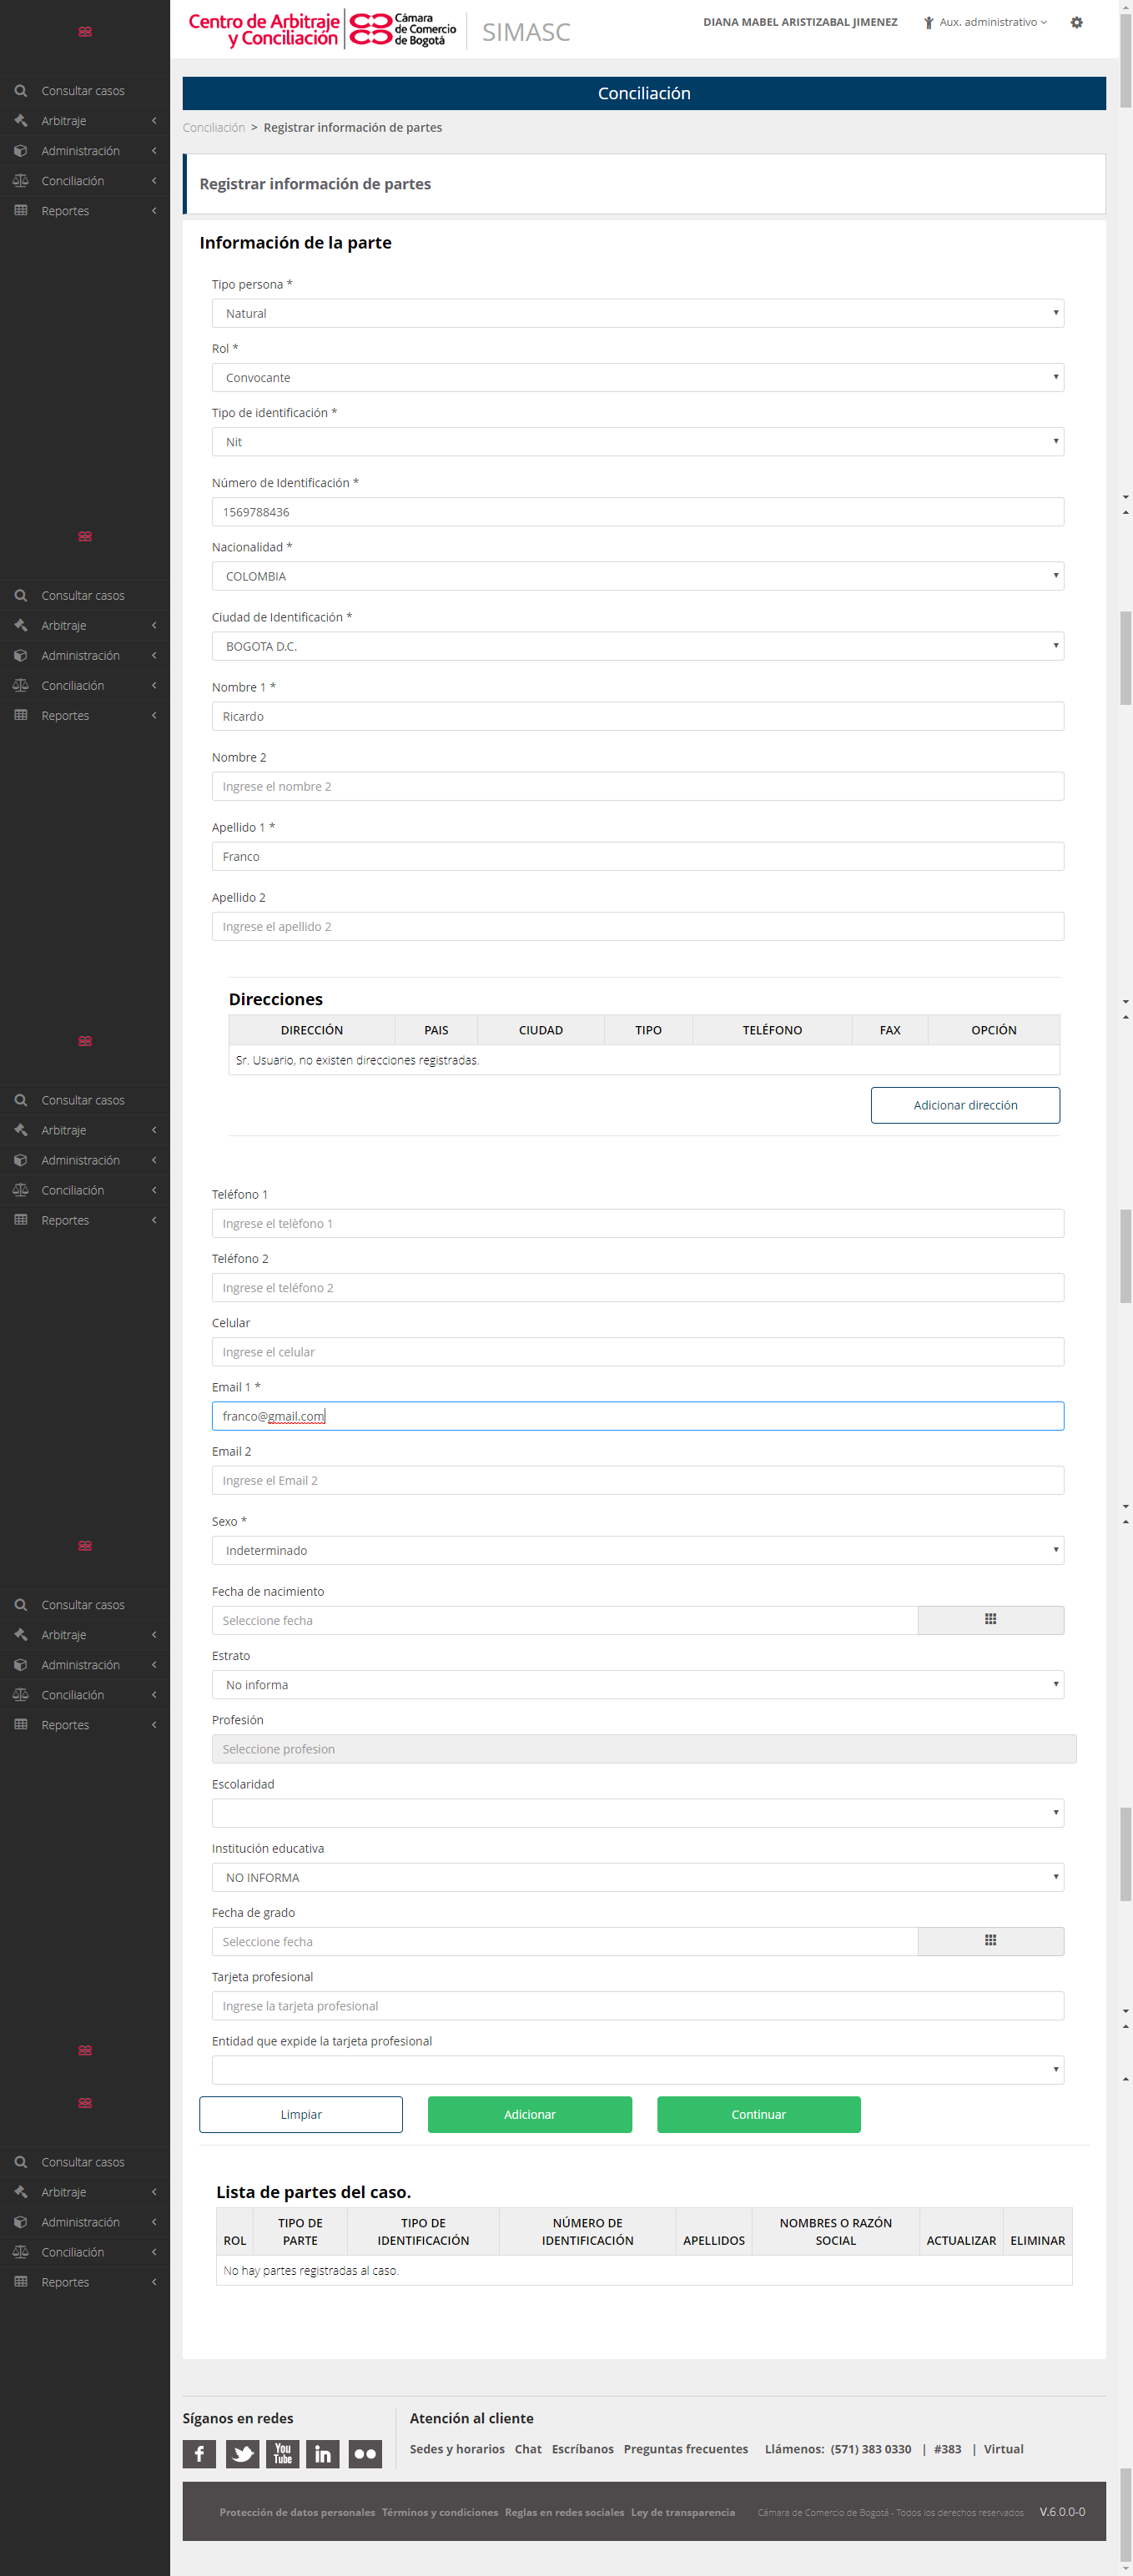 Centro de Arbitraje
y Conciliación
Cámara
de Comercio
de Bogotá
SIMASC
DIANA MABEL ARISTIZABAL JIMENEZ
Aux. administrativo
Consultar casos
Arbitraje
Administración
Conciliación
Reportes
Conciliación
Conciliación > Registrar información de partes
Registrar información de partes
Información de la parte
Tipo persona *
Natural
Rol *
Convocante
Tipo de identificación *
Nit
Número de Identificación *
1569788436
Nacionalidad *
COLOMBIA
Consultar casos
Arbitraje
Administración
Conciliación
Reportes
Ciudad de Identificación *
BOGOTA D.C.
Nombre 1 *
Ricardo
Nombre 2
Ingrese el nombre 2
Apellido 1 *
Franco
Apellido 2
Ingrese el apellido 2
Direcciones
DIRECCIÓN PAIS CIUDAD TIPO TELÉFONO FAX OPCIÓN
Sr. Usuario, no existen direcciones registradas.
Adicionar dirección
Consultar casos
Arbitraje
Administración
Conciliación
Reportes
Teléfono 1
Ingrese el telèfono 1
Teléfono 2
Ingrese el teléfono 2
Celular
Ingrese el celular
Email 1 *
franco@gmail.com
Email 2
Ingrese el Email 2
Sexo *
Indeterminado
Fecha de nacimiento
Seleccione fecha
Consultar casos
Arbitraje
Administración
Conciliación
Reportes
Estrato
No informa
Profesión
Seleccione profesion
Escolaridad
Institución educativa
NO INFORMA
Fecha de grado
Seleccione fecha
Tarjeta profesional
Ingrese la tarjeta profesional
Entidad que expide la tarjeta profesional
Limpiar
Adicionar
Continuar
Consultar casos
Arbitraje
Administración
Conciliación
Reportes
Lista de partes del caso.
ROL TIPO DE PARTE TIPO DE IDENTIFICACIÓN NÚMERO DE IDENTIFICACIÓN APELLIDOS NOMBRES O RAZÓN SOCIAL ACTUALIZAR ELIMINAR
No hay partes registradas al caso.
Síganos en redes
You
Tube
in
Atención al cliente
Sedes y horarios Chat Escríbanos Preguntas frecuentes Llámenos: (571) 383 0330 | #383 | Virtual
Protección de datos personales Términos y condiciones Reglas en redes sociales Ley de transparencia Cámara de Comercio de Bogotá - Todos los derechos reservados V.6.0.0-0